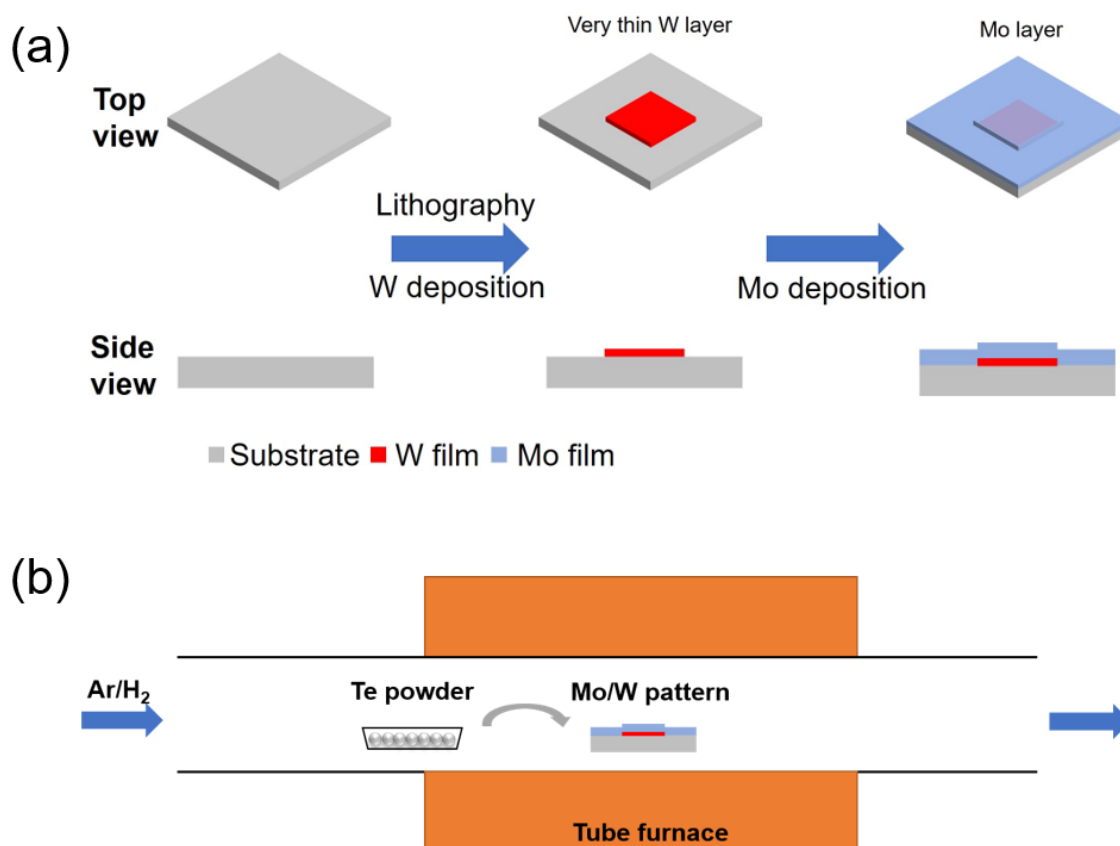 (a)
Very thin W layer
Mo layer
Top
view
Lithography
W deposition
Mo deposition
Side
view
Substrate W film Mo film
(b)
Ar/H₂
Te powder
Mo/W pattern
Tube furnace